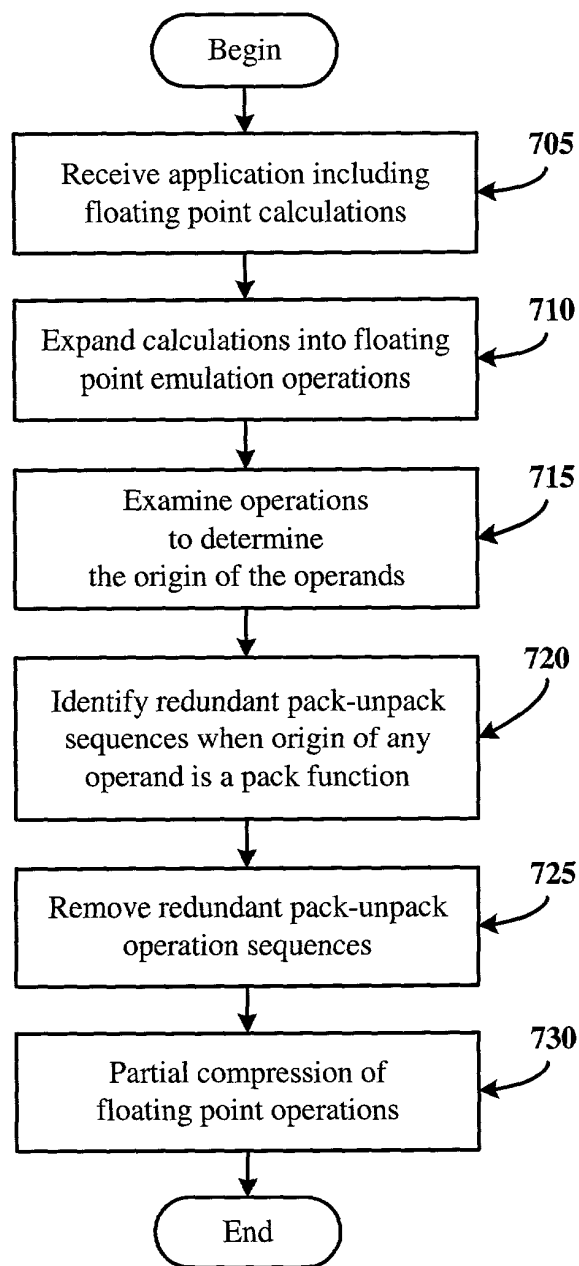 Begin
705
Receive application including
floating point calculations
710
Expand calculations into floating
point emulation operations
715
Examine operations
to determine
the origin of the operands
720
Identify redundant pack-unpack
sequences when origin of any
operand is a pack function
725
Remove redundant pack-unpack
operation sequences
730
Partial compression of
floating point operations
End